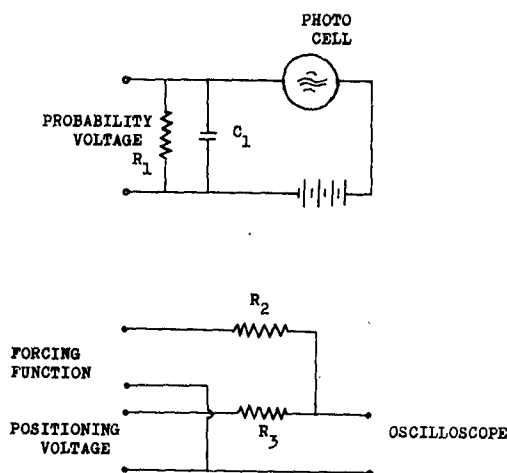 PHOTO
CELL
PROBABILITY
VOLTAGE
R1
C1
R2
FORCING
FUNCTION
POSITIONING
VOLTAGE
R3
OSCILLOSCOPE